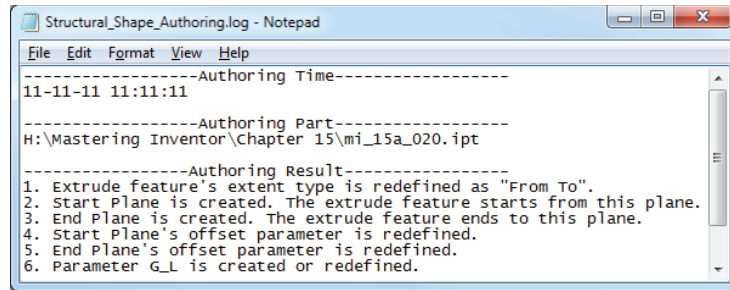 Structural_Shape_Authoring.log - Notepad
File Edit Format View Help
------------------Authoring Time------------------
11-11-11 11:11:11
------------------Authoring Part------------------
H:\Mastering Inventor\Chapter 15\mi_15a_020.ipt
-----------------Authoring Result-----------------
1. Extrude feature's extent type is redefined as "From To".
2. Start Plane is created. The extrude feature starts from this plane.
3. End Plane is created. The extrude feature ends to this plane.
4. Start Plane's offset parameter is redefined.
5. End Plane's offset parameter is redefined.
6. Parameter G_L is created or redefined.